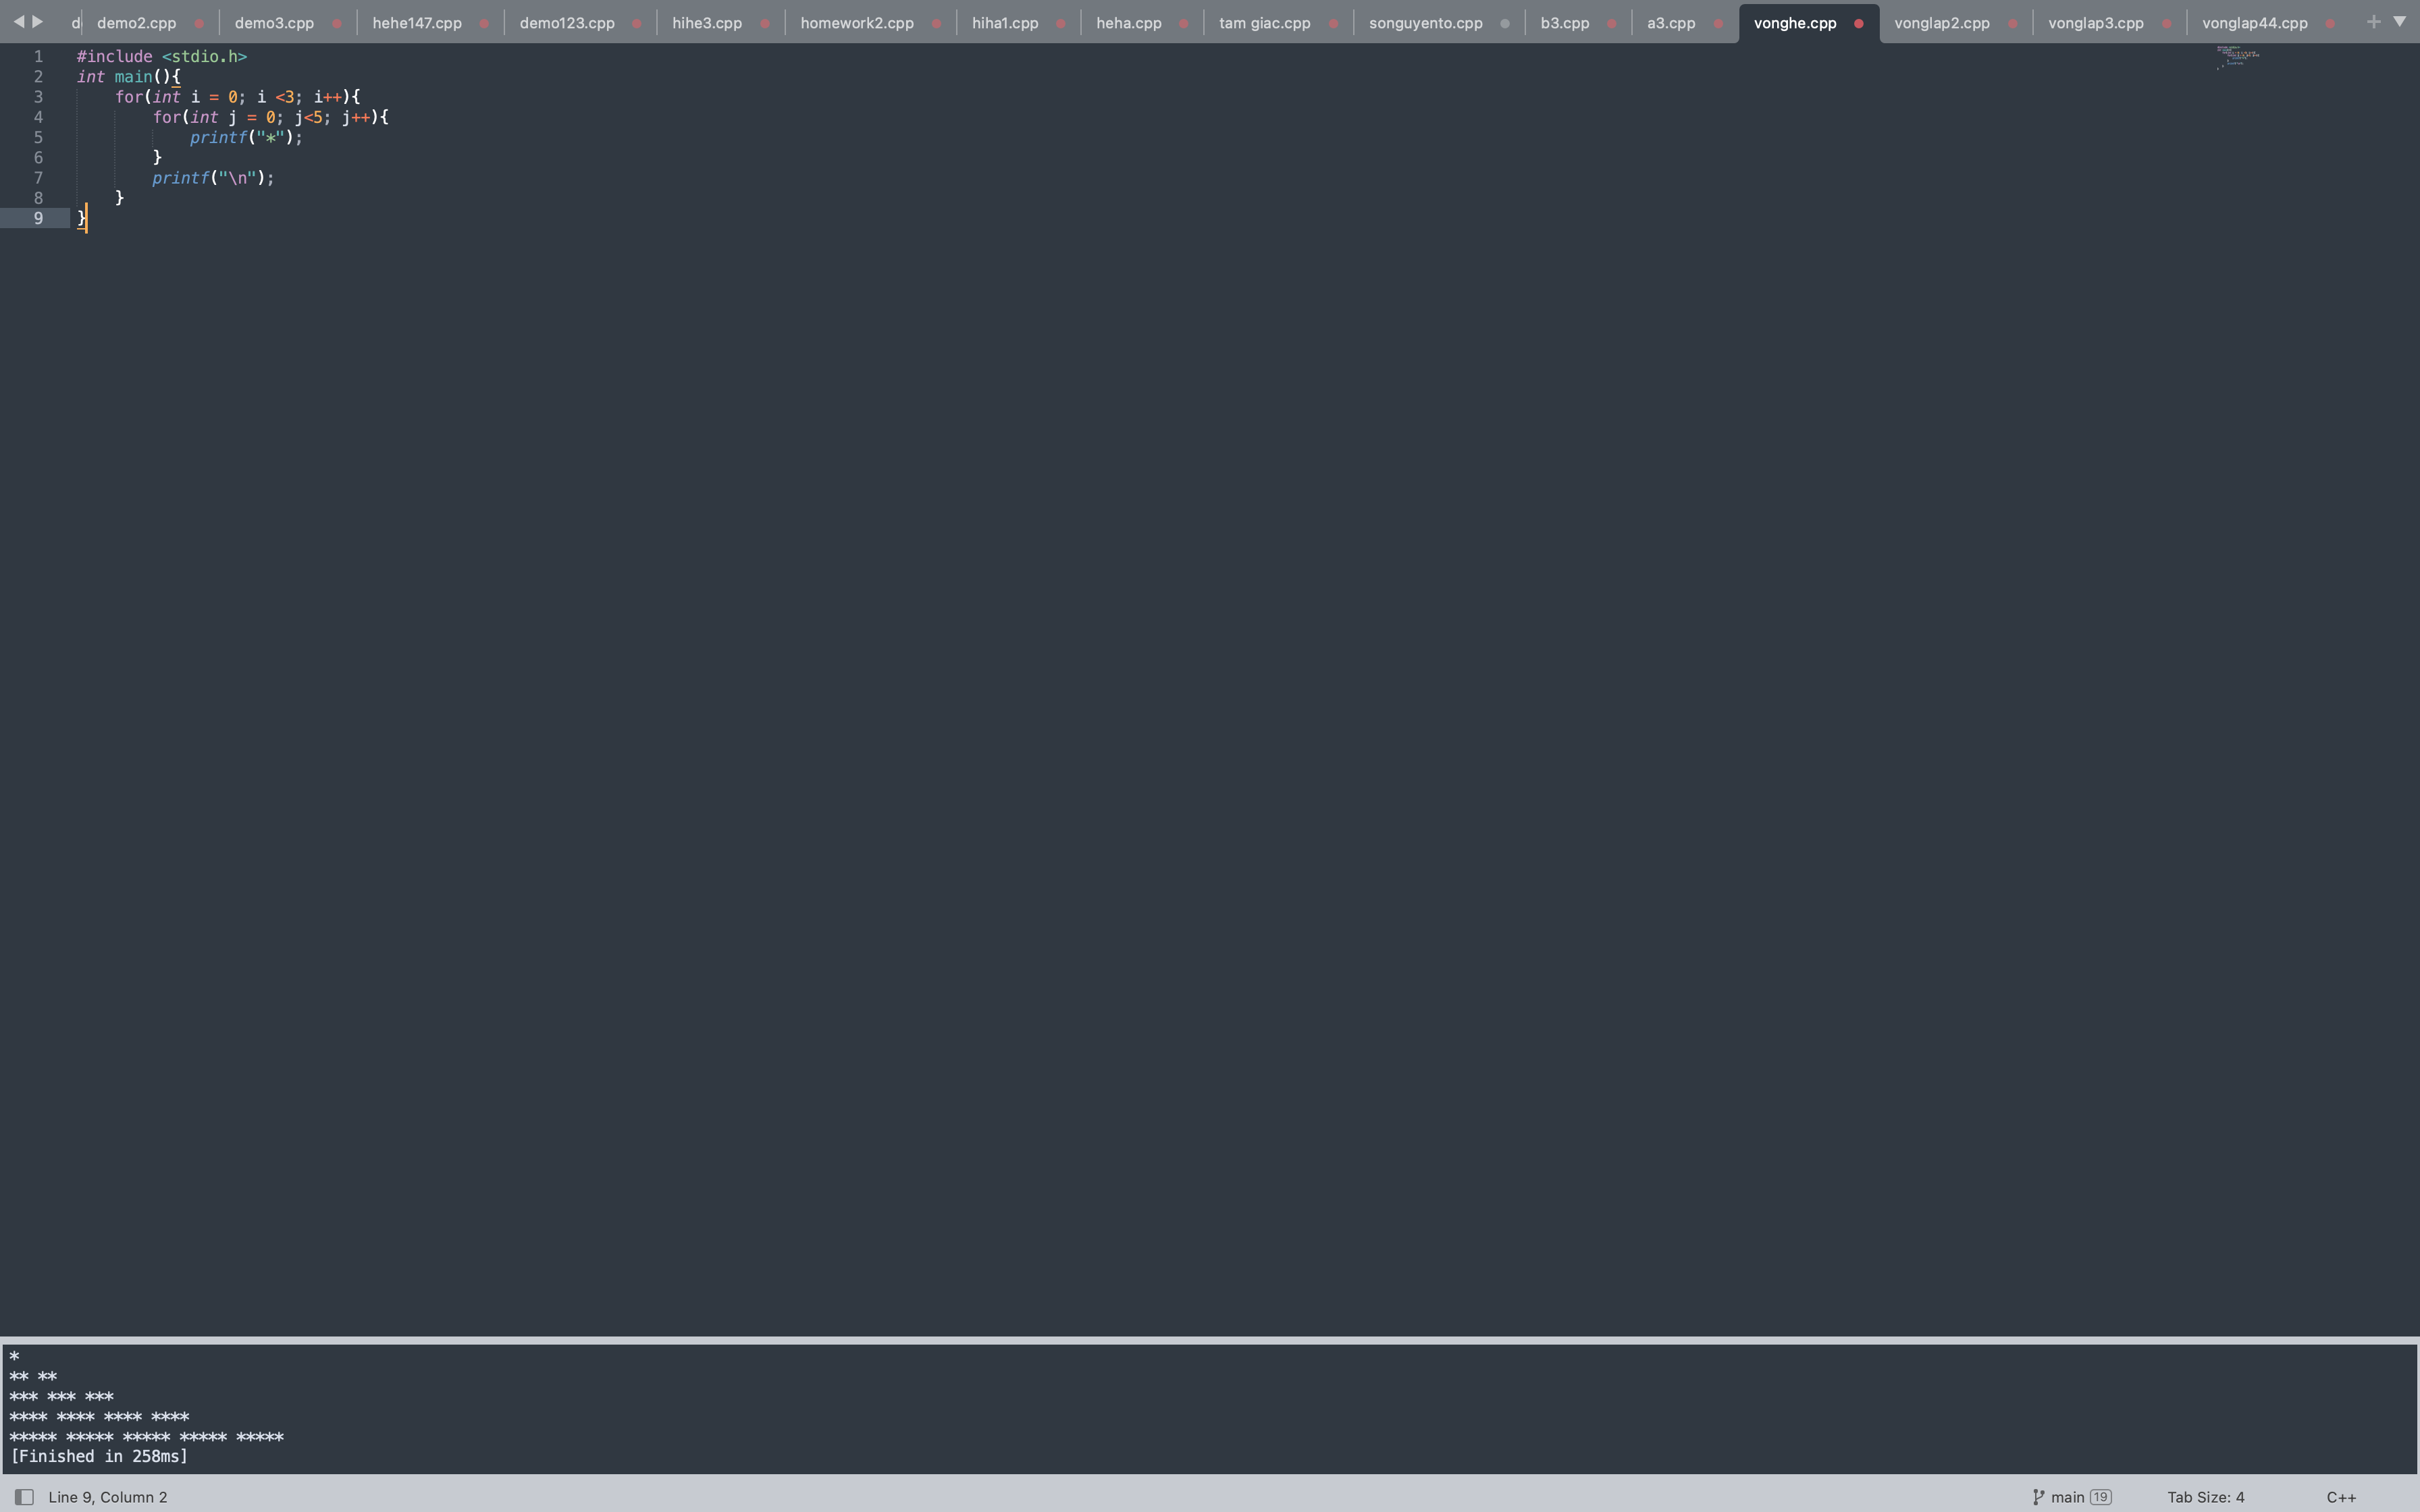 d demo2.cpp demo3.cpp hehe147.cpp demo123.cpp hihe3.cpp homework2.cpp hiha1.cpp heha.cpp tam giac.cpp songuyento.cpp b3.cpp a3.cpp vonghe.cpp vonglap2.cpp vonglap3.cpp vonglap44.cpp
1 #include <stdio.h>
2 int main(){
3 for(int i = 0; i <3; i++){
4 for(int j = 0; j<5; j++){
5 printf("*");
6 }
7 printf("\n");
8 }
9 }
*
** **
*** *** ***
**** **** **** ****
***** ***** ***** ***** *****
[Finished in 258ms]
Line 9, Column 2 main 19 Tab Size: 4 C++